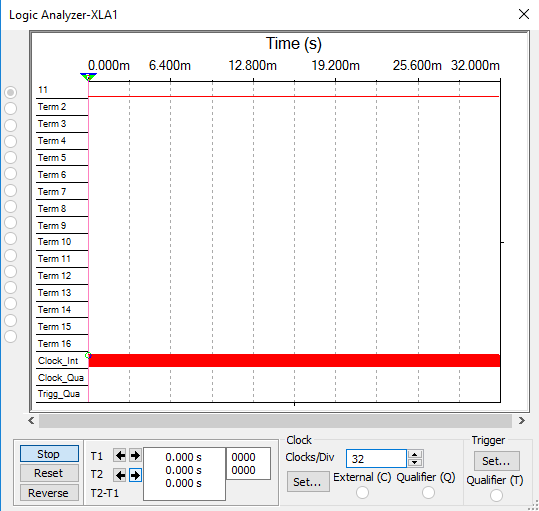 Logic Analyzer-XLA1
Time (s)
0.000m 6.400m 12.800m 19.200m 25.600m 32.000m
11
Term 2
Term 3
Term 4
Term 5
Term 6
Term 7
Term 8
Term 9
Term 10
Term 11
Term 12
Term 13
Term 14
Term 15
Term 16
Clock_Int
Clock_Qua
Trigg_Qua
Stop
Reset
Reverse
T1 0.000 s 0000
T2 0.000 s 0000
T2-T1 0.000 s
Clock
Clocks/Div 32
Set... External (C) Qualifier (Q)
Trigger
Set...
Qualifier (T)